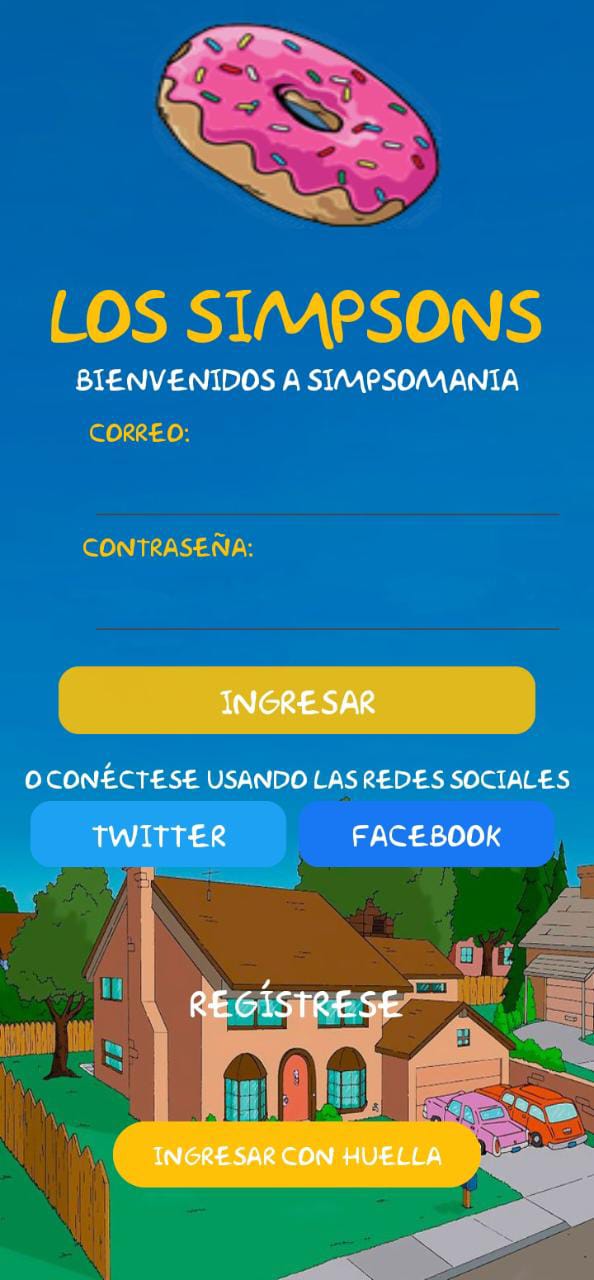 LOS SIMPSONS
BIENVENIDOS A SIMPSOMANIA
CORREO:
CONTRASEÑA:
INGRESAR
O CONÉCTESE USANDO LAS REDES SOCIALES
TWITTER FACEBOOK
REGÍSTRESE
INGRESAR CON HUELLA